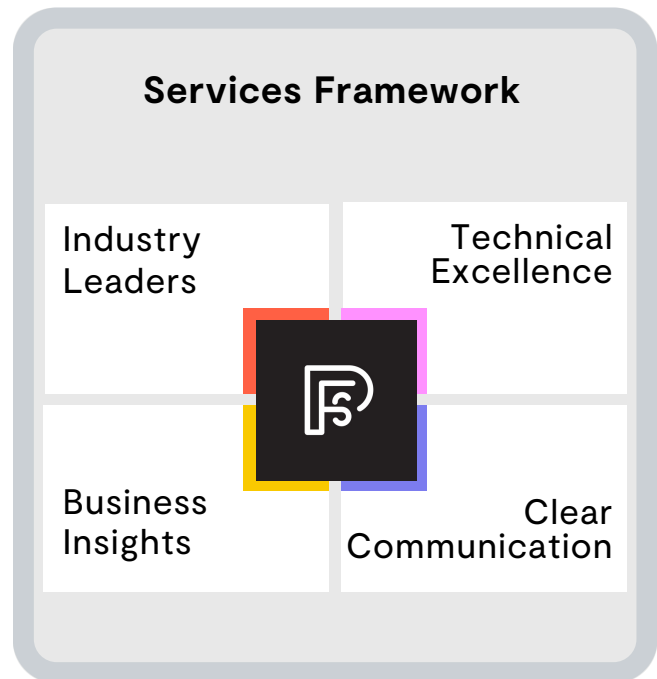 Services Framework
Industry
Leaders
Technical
Excellence
Business
Insights
Clear
Communication